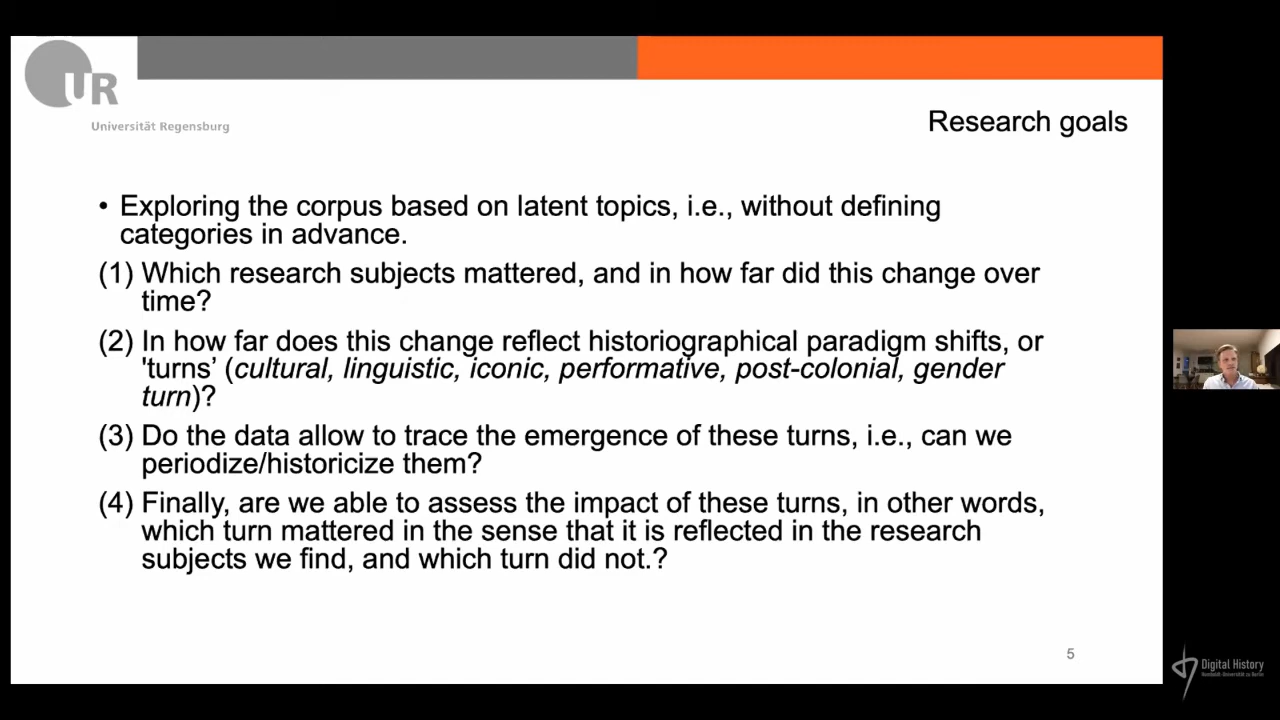 UR
Universität Regensburg
Research goals
• Exploring the corpus based on latent topics, i.e., without defining
categories in advance.
(1) Which research subjects mattered, and in how far did this change over
time?
(2) In how far does this change reflect historiographical paradigm shifts, or
'turns’ (cultural, linguistic, iconic, performative, post-colonial, gender
turn)?
(3) Do the data allow to trace the emergence of these turns, i.e., can we
periodize/historicize them?
(4) Finally, are we able to assess the impact of these turns, in other words,
which turn mattered in the sense that it is reflected in the research
subjects we find, and which turn did not.?
5
Digital History
Humboldt-Universität zu Berlin